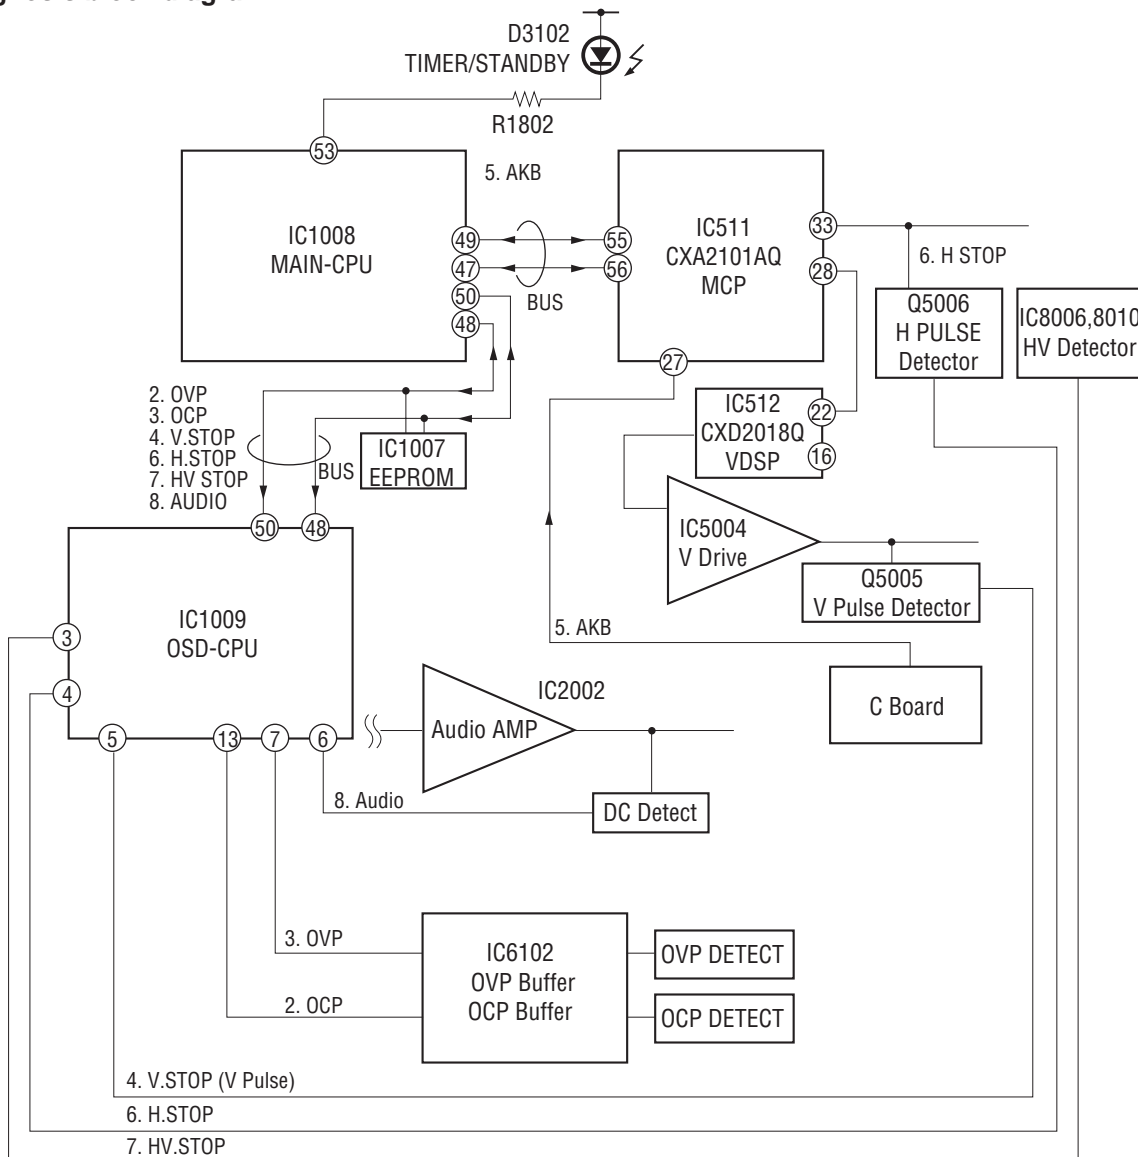 D3102
TIMER/STANDBY
R1802
53
5. AKB
IC1008
MAIN-CPU
49
47
50
48
BUS
55
56
IC511
CXA2101AQ
MCP
33
28
27
6. H STOP
Q5006
H PULSE
Detector
IC8006,8010
HV Detector
2. OVP
3. OCP
4. V.STOP
6. H.STOP
7. HV STOP
8. AUDIO
BUS
IC1007
EEPROM
IC512
CXD2018Q
VDSP
22
16
IC5004
V Drive
Q5005
V Pulse Detector
50
48
IC1009
OSD-CPU
3
4
5
13
7
6
5. AKB
C Board
IC2002
Audio AMP
8. Audio
DC Detect
3. OVP
2. OCP
IC6102
OVP Buffer
OCP Buffer
OVP DETECT
OCP DETECT
4. V.STOP (V Pulse)
6. H.STOP
7. HV.STOP